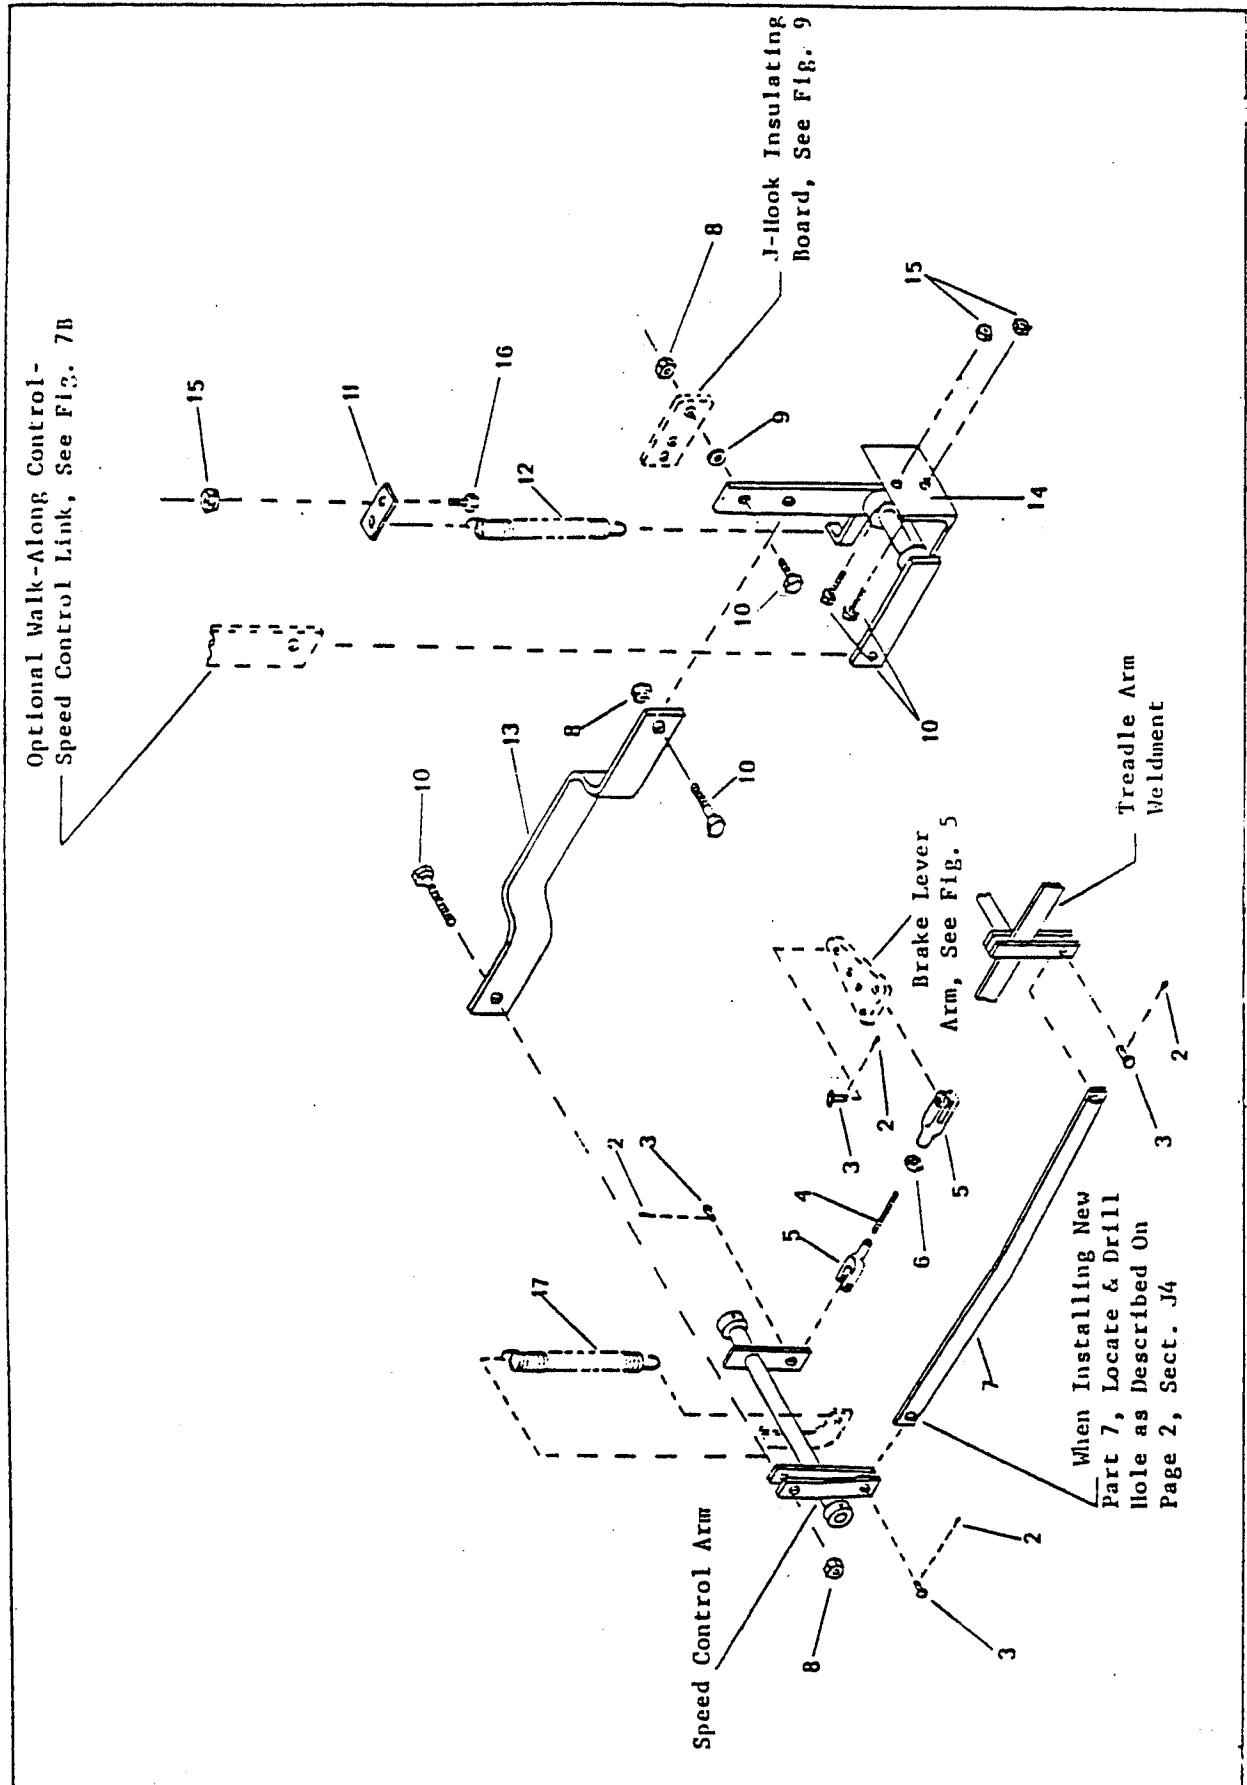 Optional Walk-Along Control-
Speed Control Link, See Fig. 7B
15
11
16
12
J-Hook Insulating
Board, See Fig. 9
8
9
10
15
14
10
13
8
10
10
Treadle Arm
Weldment
Brake Lever
Arm, See Fig. 5
2
3
2
3
2
3
4
5
6
5
17
7
When Installing New
Part 7, Locate & Drill
Hole as Described On
Page 2, Sect. J4
Speed Control Arm
8
2
3